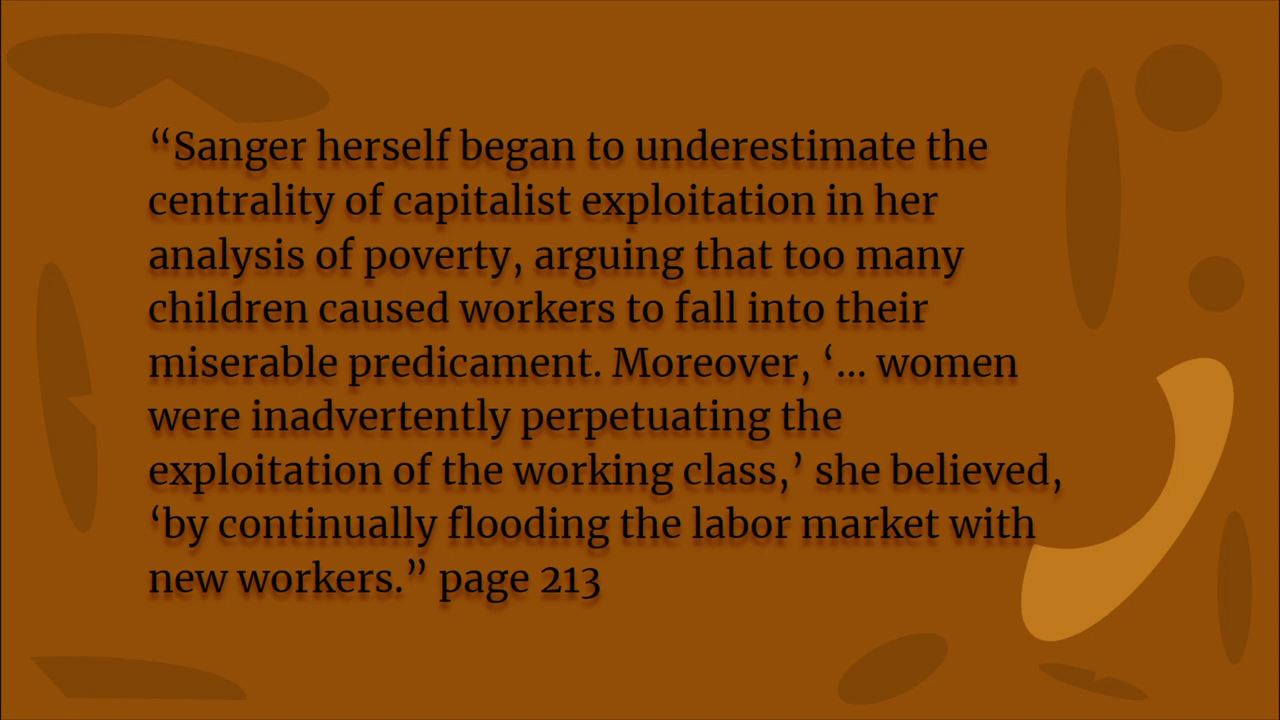 “Sanger herself began to underestimate the
centrality of capitalist exploitation in her
analysis of poverty, arguing that too many
children caused workers to fall into their
miserable predicament. Moreover, ‘... women
were inadvertently perpetuating the
exploitation of the working class,’ she believed,
‘by continually flooding the labor market with
new workers.” page 213